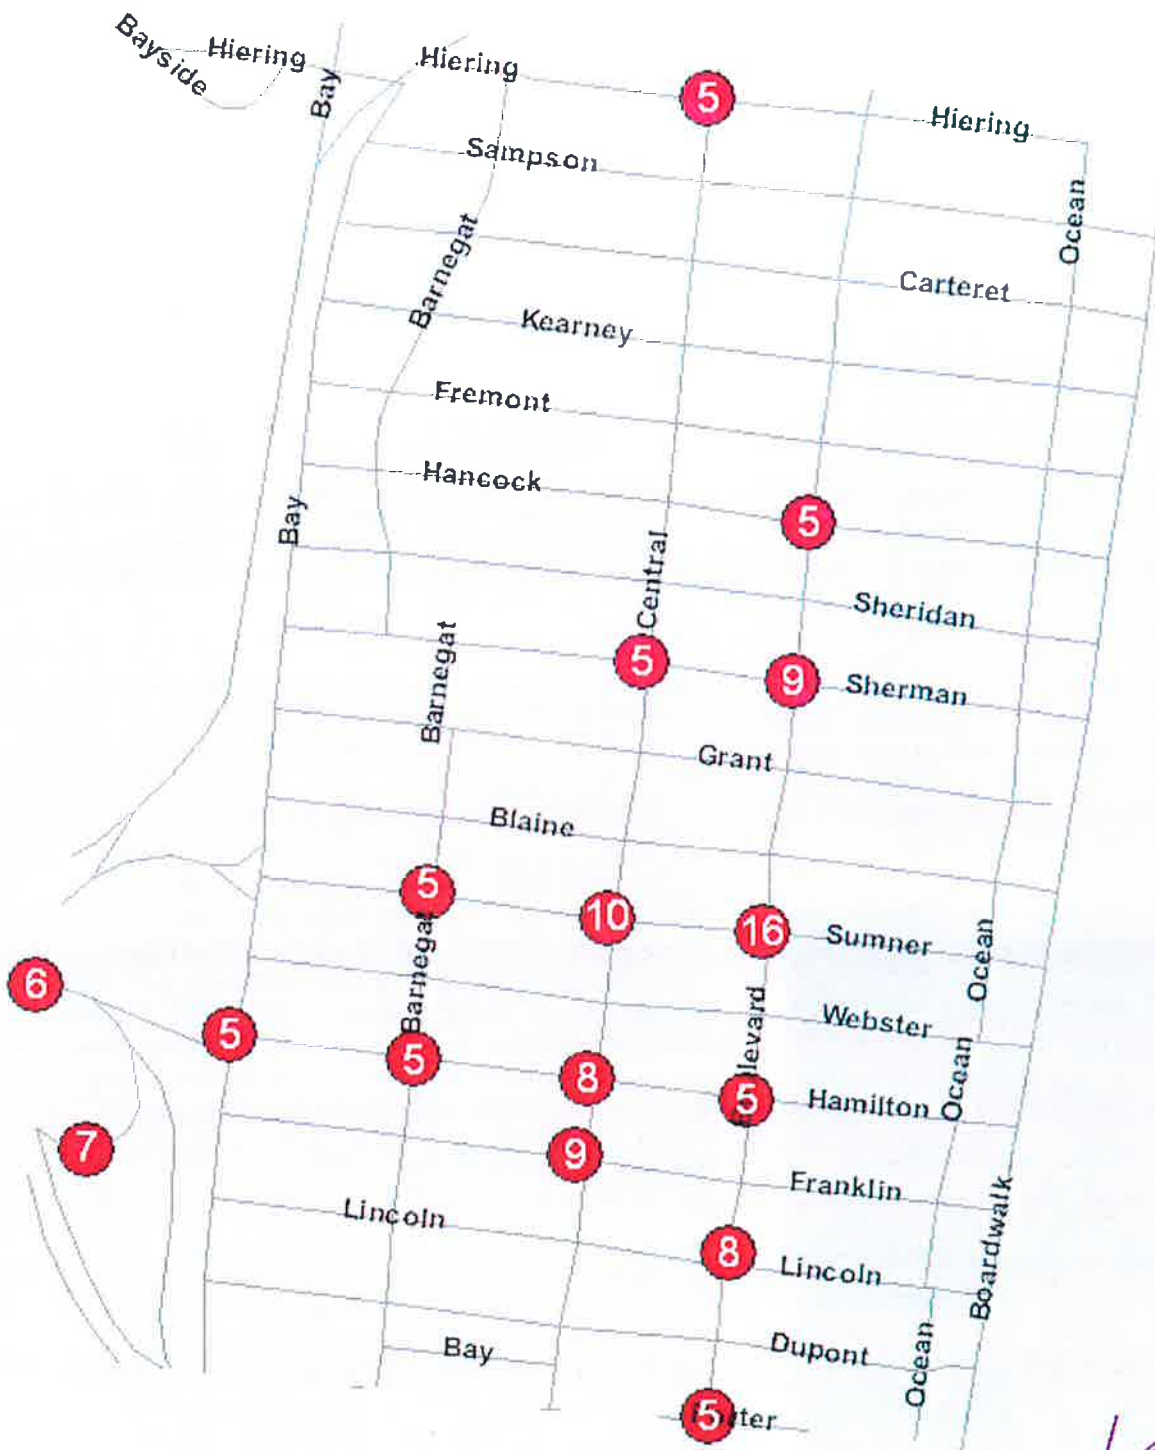 Bayside
Hiering
Bay
Hiering
5
Hiering
Sampson
Ocean
Barnegat
Carteret
Kearney
Fremont
Hancock
Bay
5
Central
Sheridan
Barnegat
5
9
Sherman
Grant
Blaine
5
10
16
Sumner
Ocean
Barnegat
6
Webster
5
5
8
5
levard
Hamilton
Ocean
7
9
Franklin
Lincoln
8
Lincoln
Boardwalk
Bay
Dupont
Ocean
5